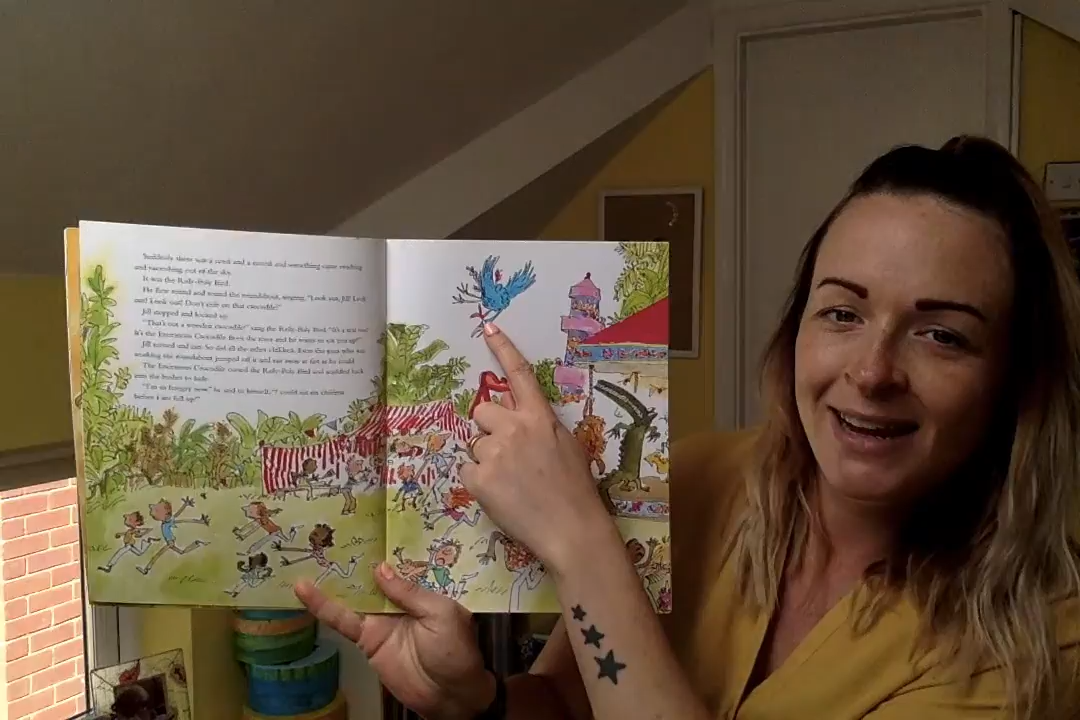 Suddenly there was a swish and a swoosh and something came swishing
and swooshing out of the sky.
It was the Roly-Poly Bird.
He flew round and round the roundabout, singing, "Look out, Jill! Look
out! Look out! Don't ride on that crocodile!"
Jill stopped and looked up.
"That's not a wooden crocodile!" sang the Roly-Poly Bird. "It's a real one!
It's the Enormous Crocodile from the river and he wants to eat you up!"
Jill turned and ran. So did all the other children. Even the man who was
working the roundabout jumped off it and ran away as fast as he could.
The Enormous Crocodile cursed the Roly-Poly Bird and waddled back
into the bushes to hide.
"I'm so hungry now," he said to himself, "I could eat six children
before I am full up!"